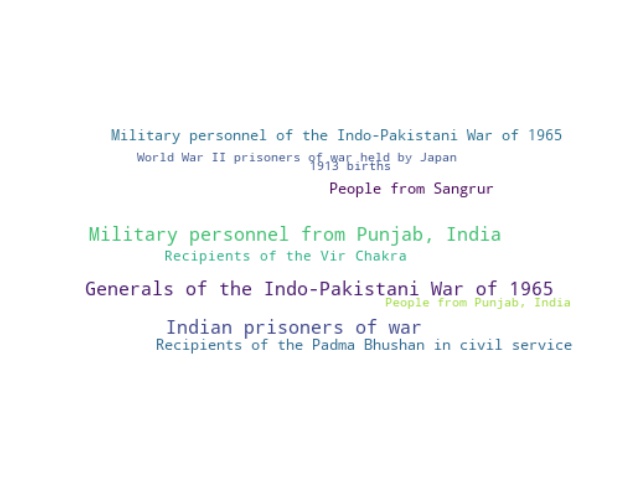 Military personnel of the Indo-Pakistani War of 1965
World War II prisoners of war held by Japan
1913 births
People from Sangrur
Military personnel from Punjab, India
Recipients of the Vir Chakra
Generals of the Indo-Pakistani War of 1965
People from Punjab, India
Indian prisoners of war
Recipients of the Padma Bhushan in civil service